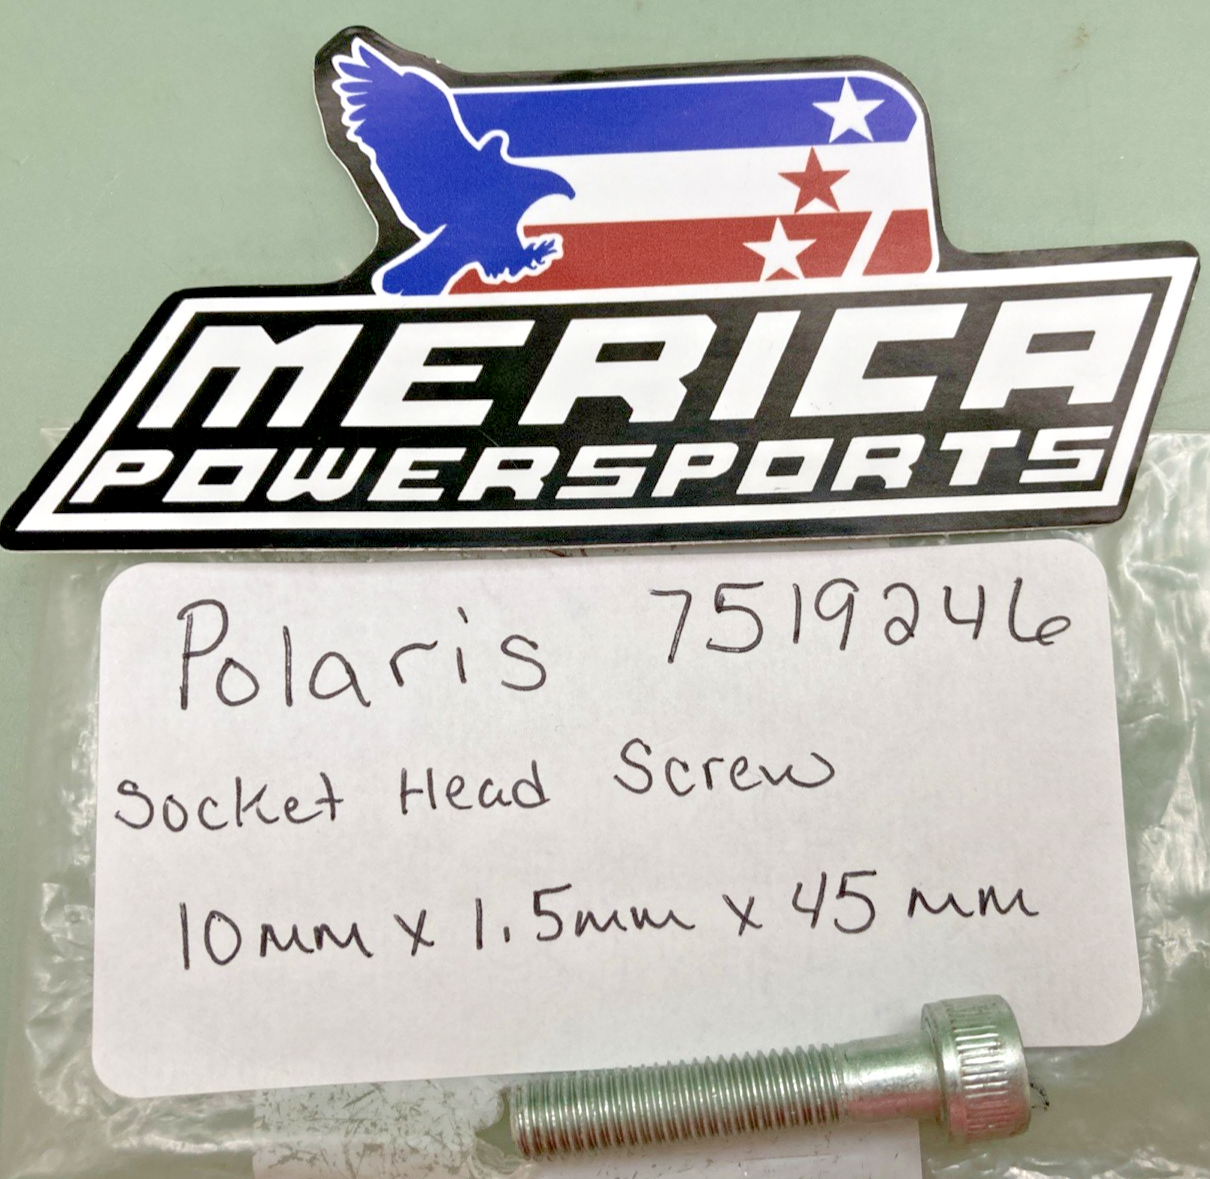 MERICA
POWERSPORTS
Polaris 7519246
Socket Head Screw
10mm x 1.5mm x 45mm